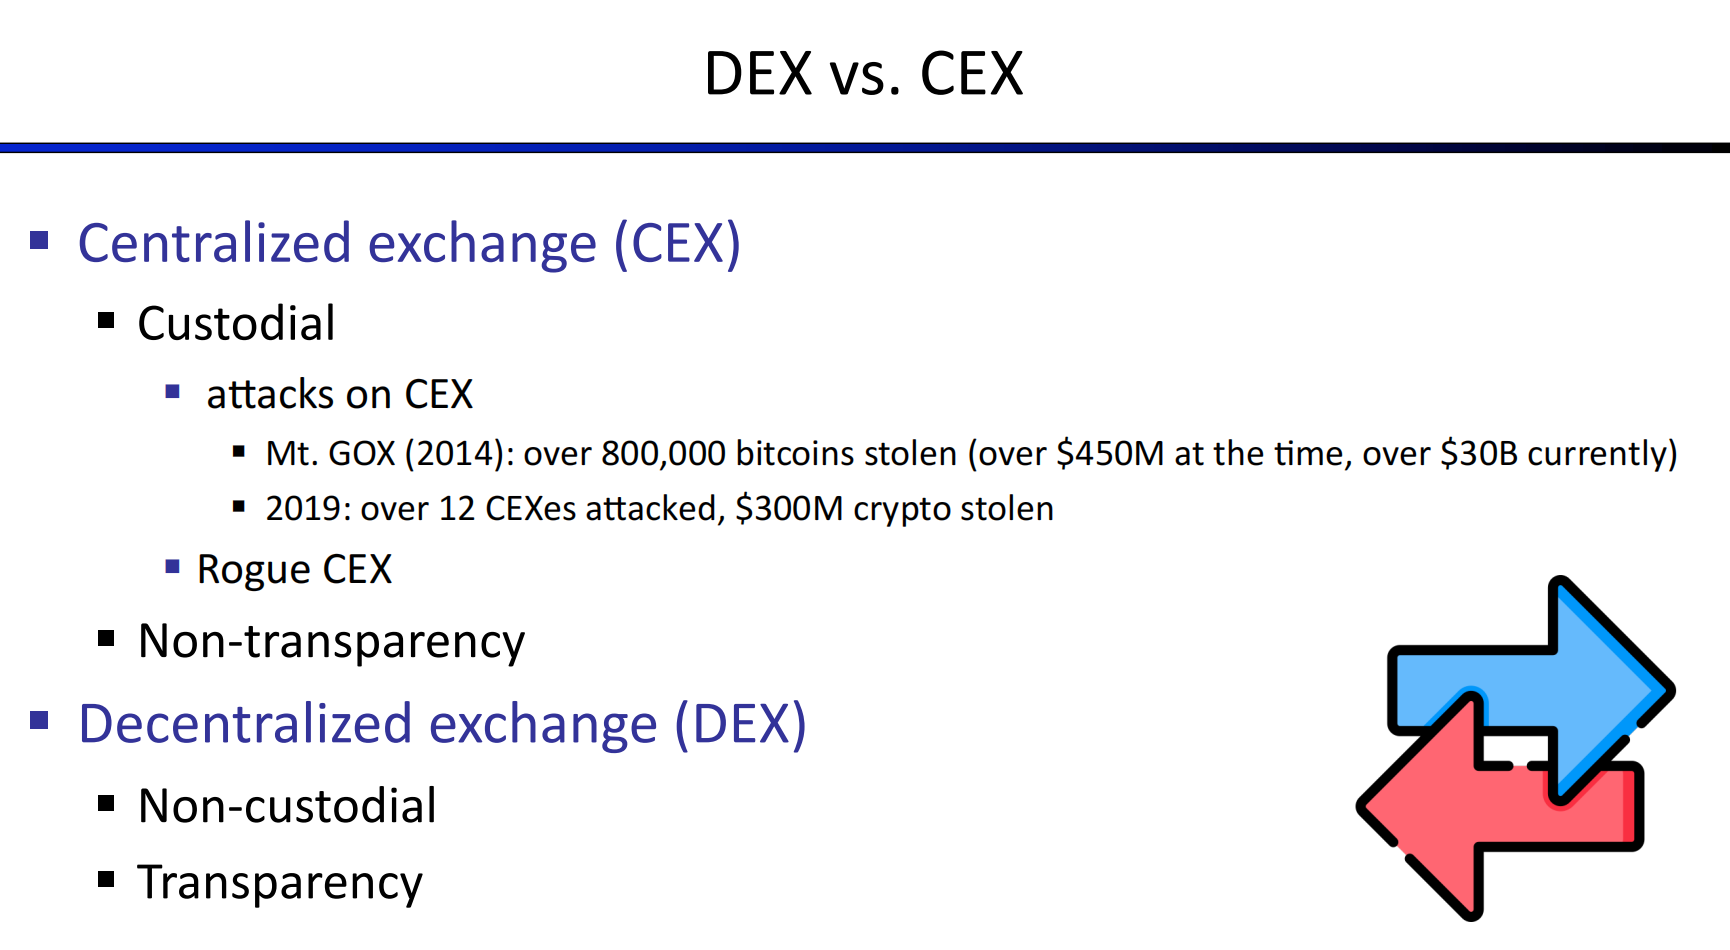 DEX vs. CEX
Centralized exchange (CEX)
Custodial
attacks on CEX
Mt. GOX (2014): over 800,000 bitcoins stolen (over $450M at the time, over $30B currently)
2019: over 12 CEXes attacked, $300M crypto stolen
Rogue CEX
Non-transparency
Decentralized exchange (DEX)
Non-custodial
Transparency